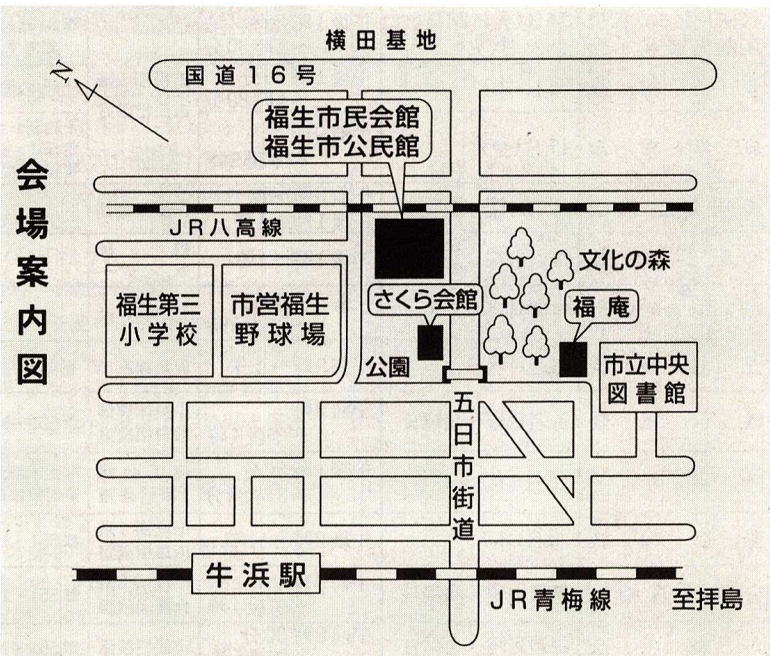 横田基地
国道16号
N
福生市民会館
福生市公民館
会場案内図
JR八高線
文化の森
さくら会館
福庵
福生第三
小学校
市営福生
野球場
公園
市立中央
図書館
五日市街道
牛浜駅
JR青梅線
至拝島